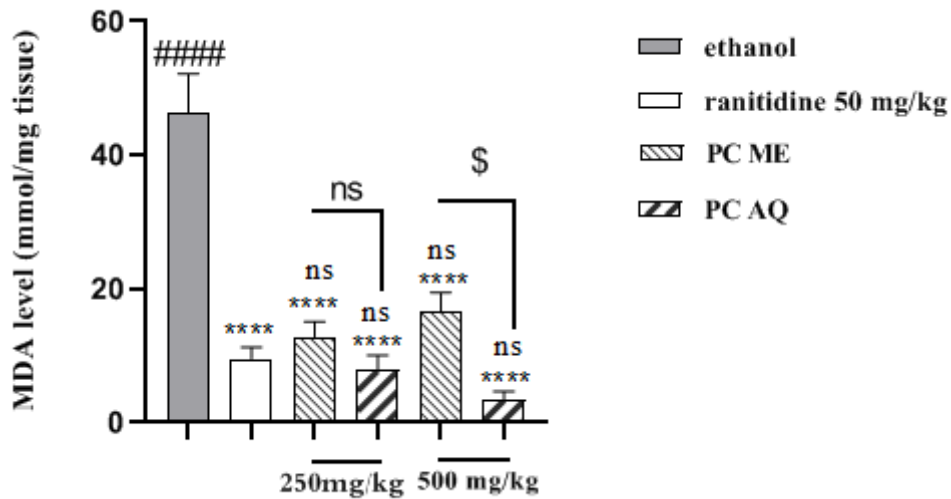 MDA level (mmol/mg tissue)
60
40
20
0
####
****
ns
****
ns
****
ns
ns
****
$
ns
****
250mg/kg
500 mg/kg
ethanol
ranitidine 50 mg/kg
PC ME
PC AQ